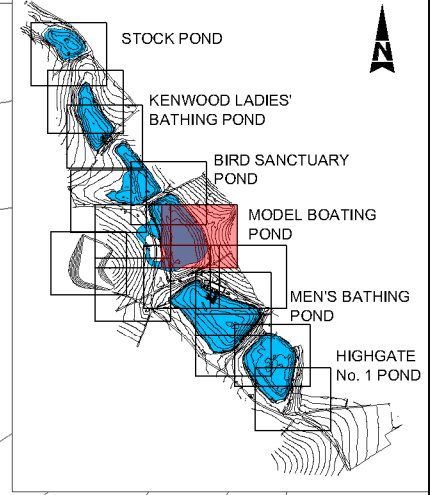 STOCK POND
N
KENWOOD LADIES'
BATHING POND
BIRD SANCTUARY
POND
MODEL BOATING
POND
MEN'S BATHING
POND
HIGHGATE
No. 1 POND